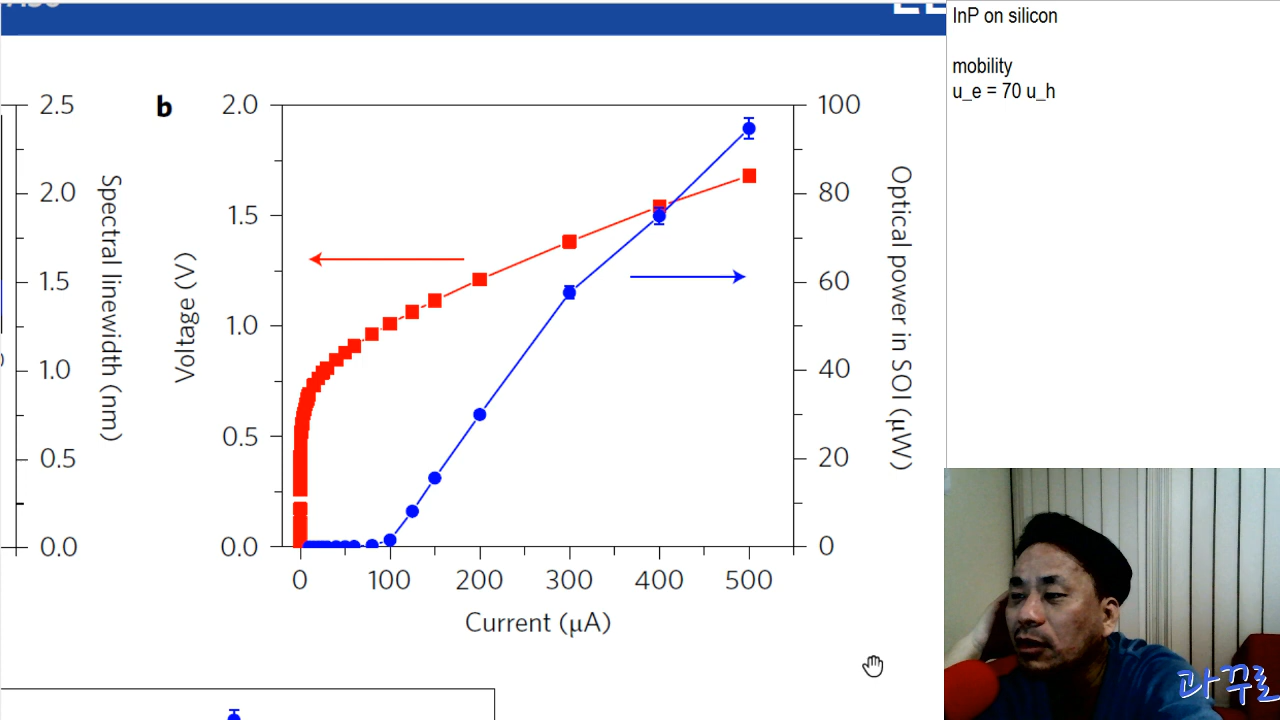 InP on silicon
mobility
u_e = 70 u_h
b
2.5
2.0
1.5
1.0
0.5
0.0
Spectral linewidth (nm)
2.0
1.5
1.0
0.5
0.0
Voltage (V)
100
80
60
40
20
0
Optical power in SOI (μW)
0 100 200 300 400 500
Current (μA)
과꾸로